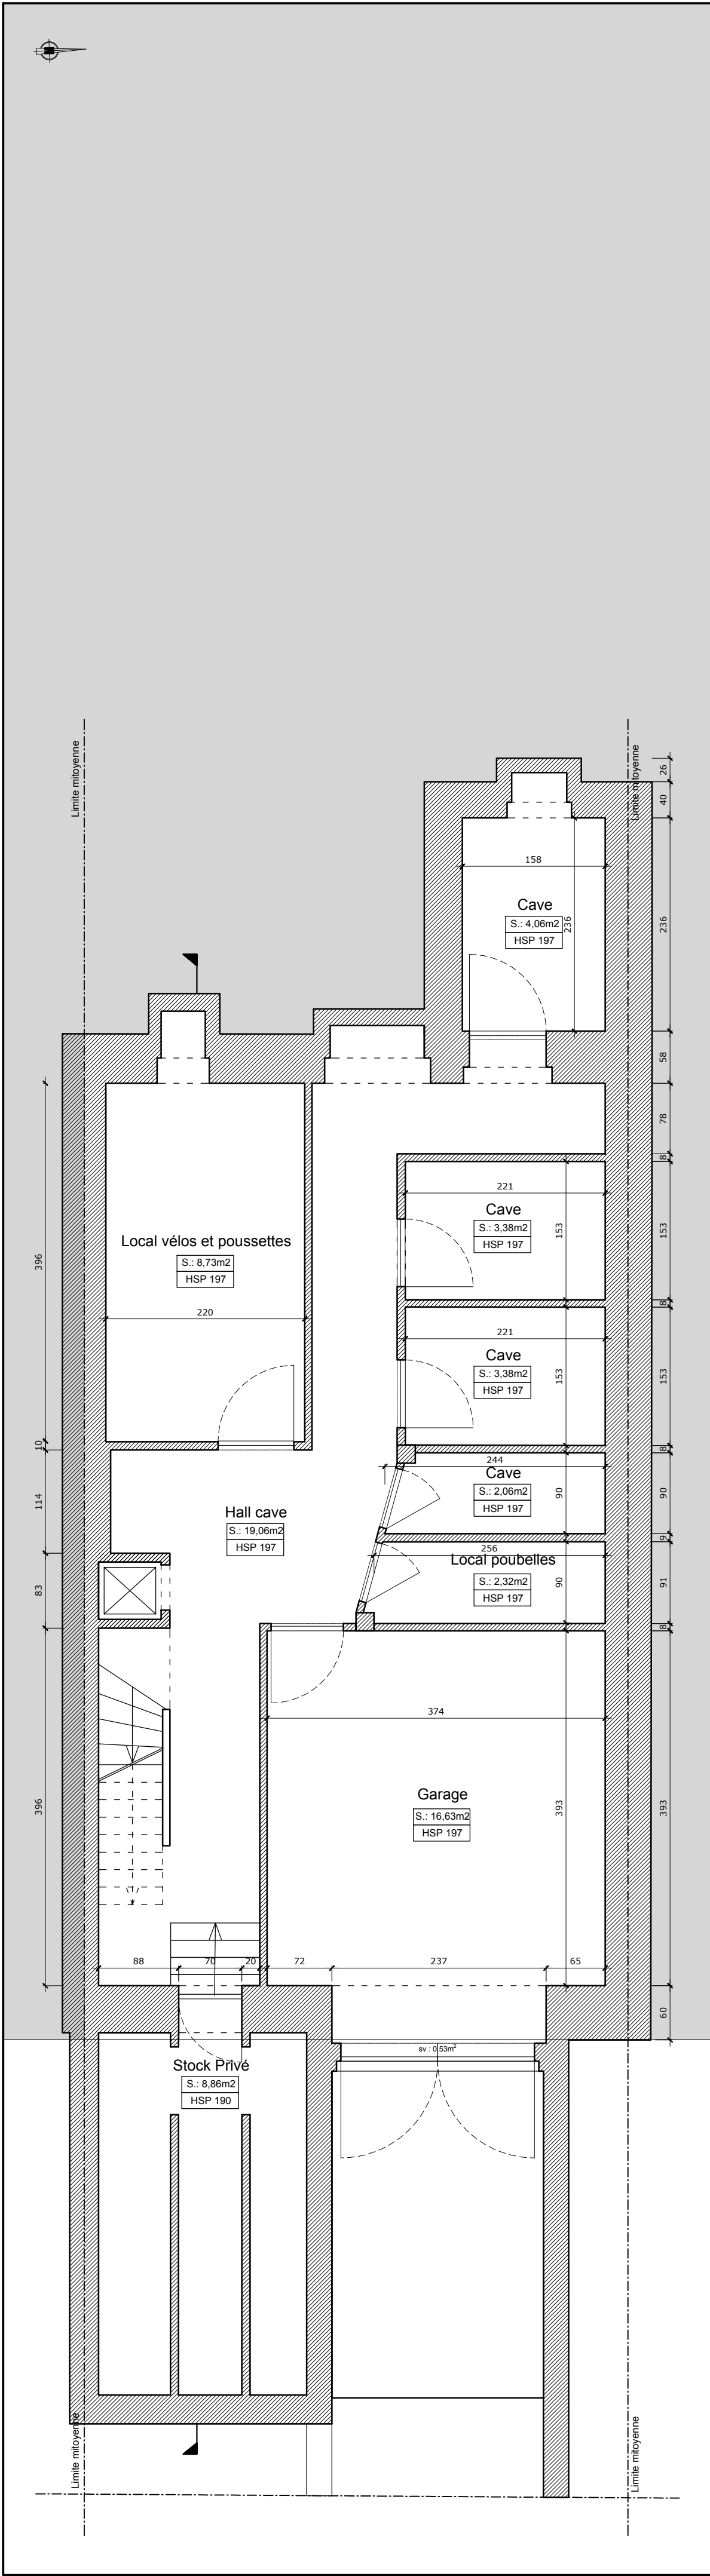 Limite mitoyenne
Limite mitoyenne
26
40
158
Cave
S.: 4,06m2
HSP 197
236
236
58
78
8
221
Cave
S.: 3,38m2
HSP 197
153
153
396
Local vélos et poussettes
S.: 8,73m2
HSP 197
220
8
221
Cave
S.: 3,38m2
HSP 197
153
153
10
8
244
Cave
S.: 2,06m2
HSP 197
90
90
114
Hall cave
S.: 19,06m2
HSP 197
9
256
Local poubelles
S.: 2,32m2
HSP 197
90
91
83
8
374
Garage
S.: 16,63m2
HSP 197
393
393
396
88
70
20
72
237
65
60
sv : 0.53m²
Stock Privé
S.: 8,86m2
HSP 190
Limite mitoyenne
Limite mitoyenne